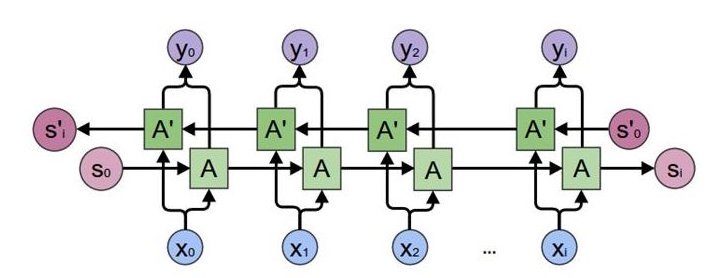 y₀ y₁ y₂ yᵢ
s'ᵢ A' A' A' A' s'₀
s₀ A A A A sᵢ
x₀ x₁ x₂ ... xᵢ